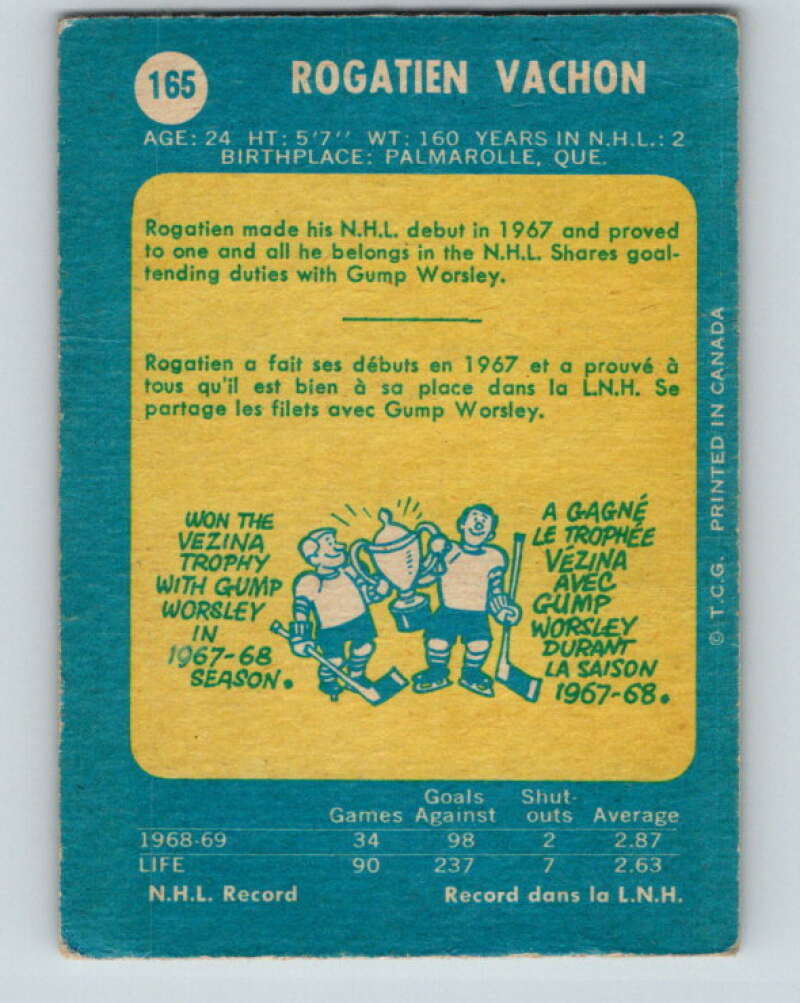 165
ROGATIEN VACHON
AGE: 24 HT: 5'7'' WT: 160 YEARS IN N.H.L.: 2
BIRTHPLACE: PALMAROLLE, QUE.
Rogatien made his N.H.L. debut in 1967 and proved
to one and all he belongs in the N.H.L. Shares goal-
tending duties with Gump Worsley.
Rogatien a fait ses débuts en 1967 et a prouvé à
tous qu'il est bien à sa place dans la L.N.H. Se
partage les filets avec Gump Worsley.
WON THE
VEZINA
TROPHY
WITH GUMP
WORSLEY
IN
1967-68
SEASON.
A GAGNÉ
LE TROPHÉE
VÉZINA
AVEC
GUMP
WORSLEY
DURANT
LA SAISON
1967-68.
© T.C.G. PRINTED IN CANADA
Goals Shut-
Games Against outs Average
1968-69 34 98 2 2.87
LIFE 90 237 7 2.63
N.H.L. Record Record dans la L.N.H.